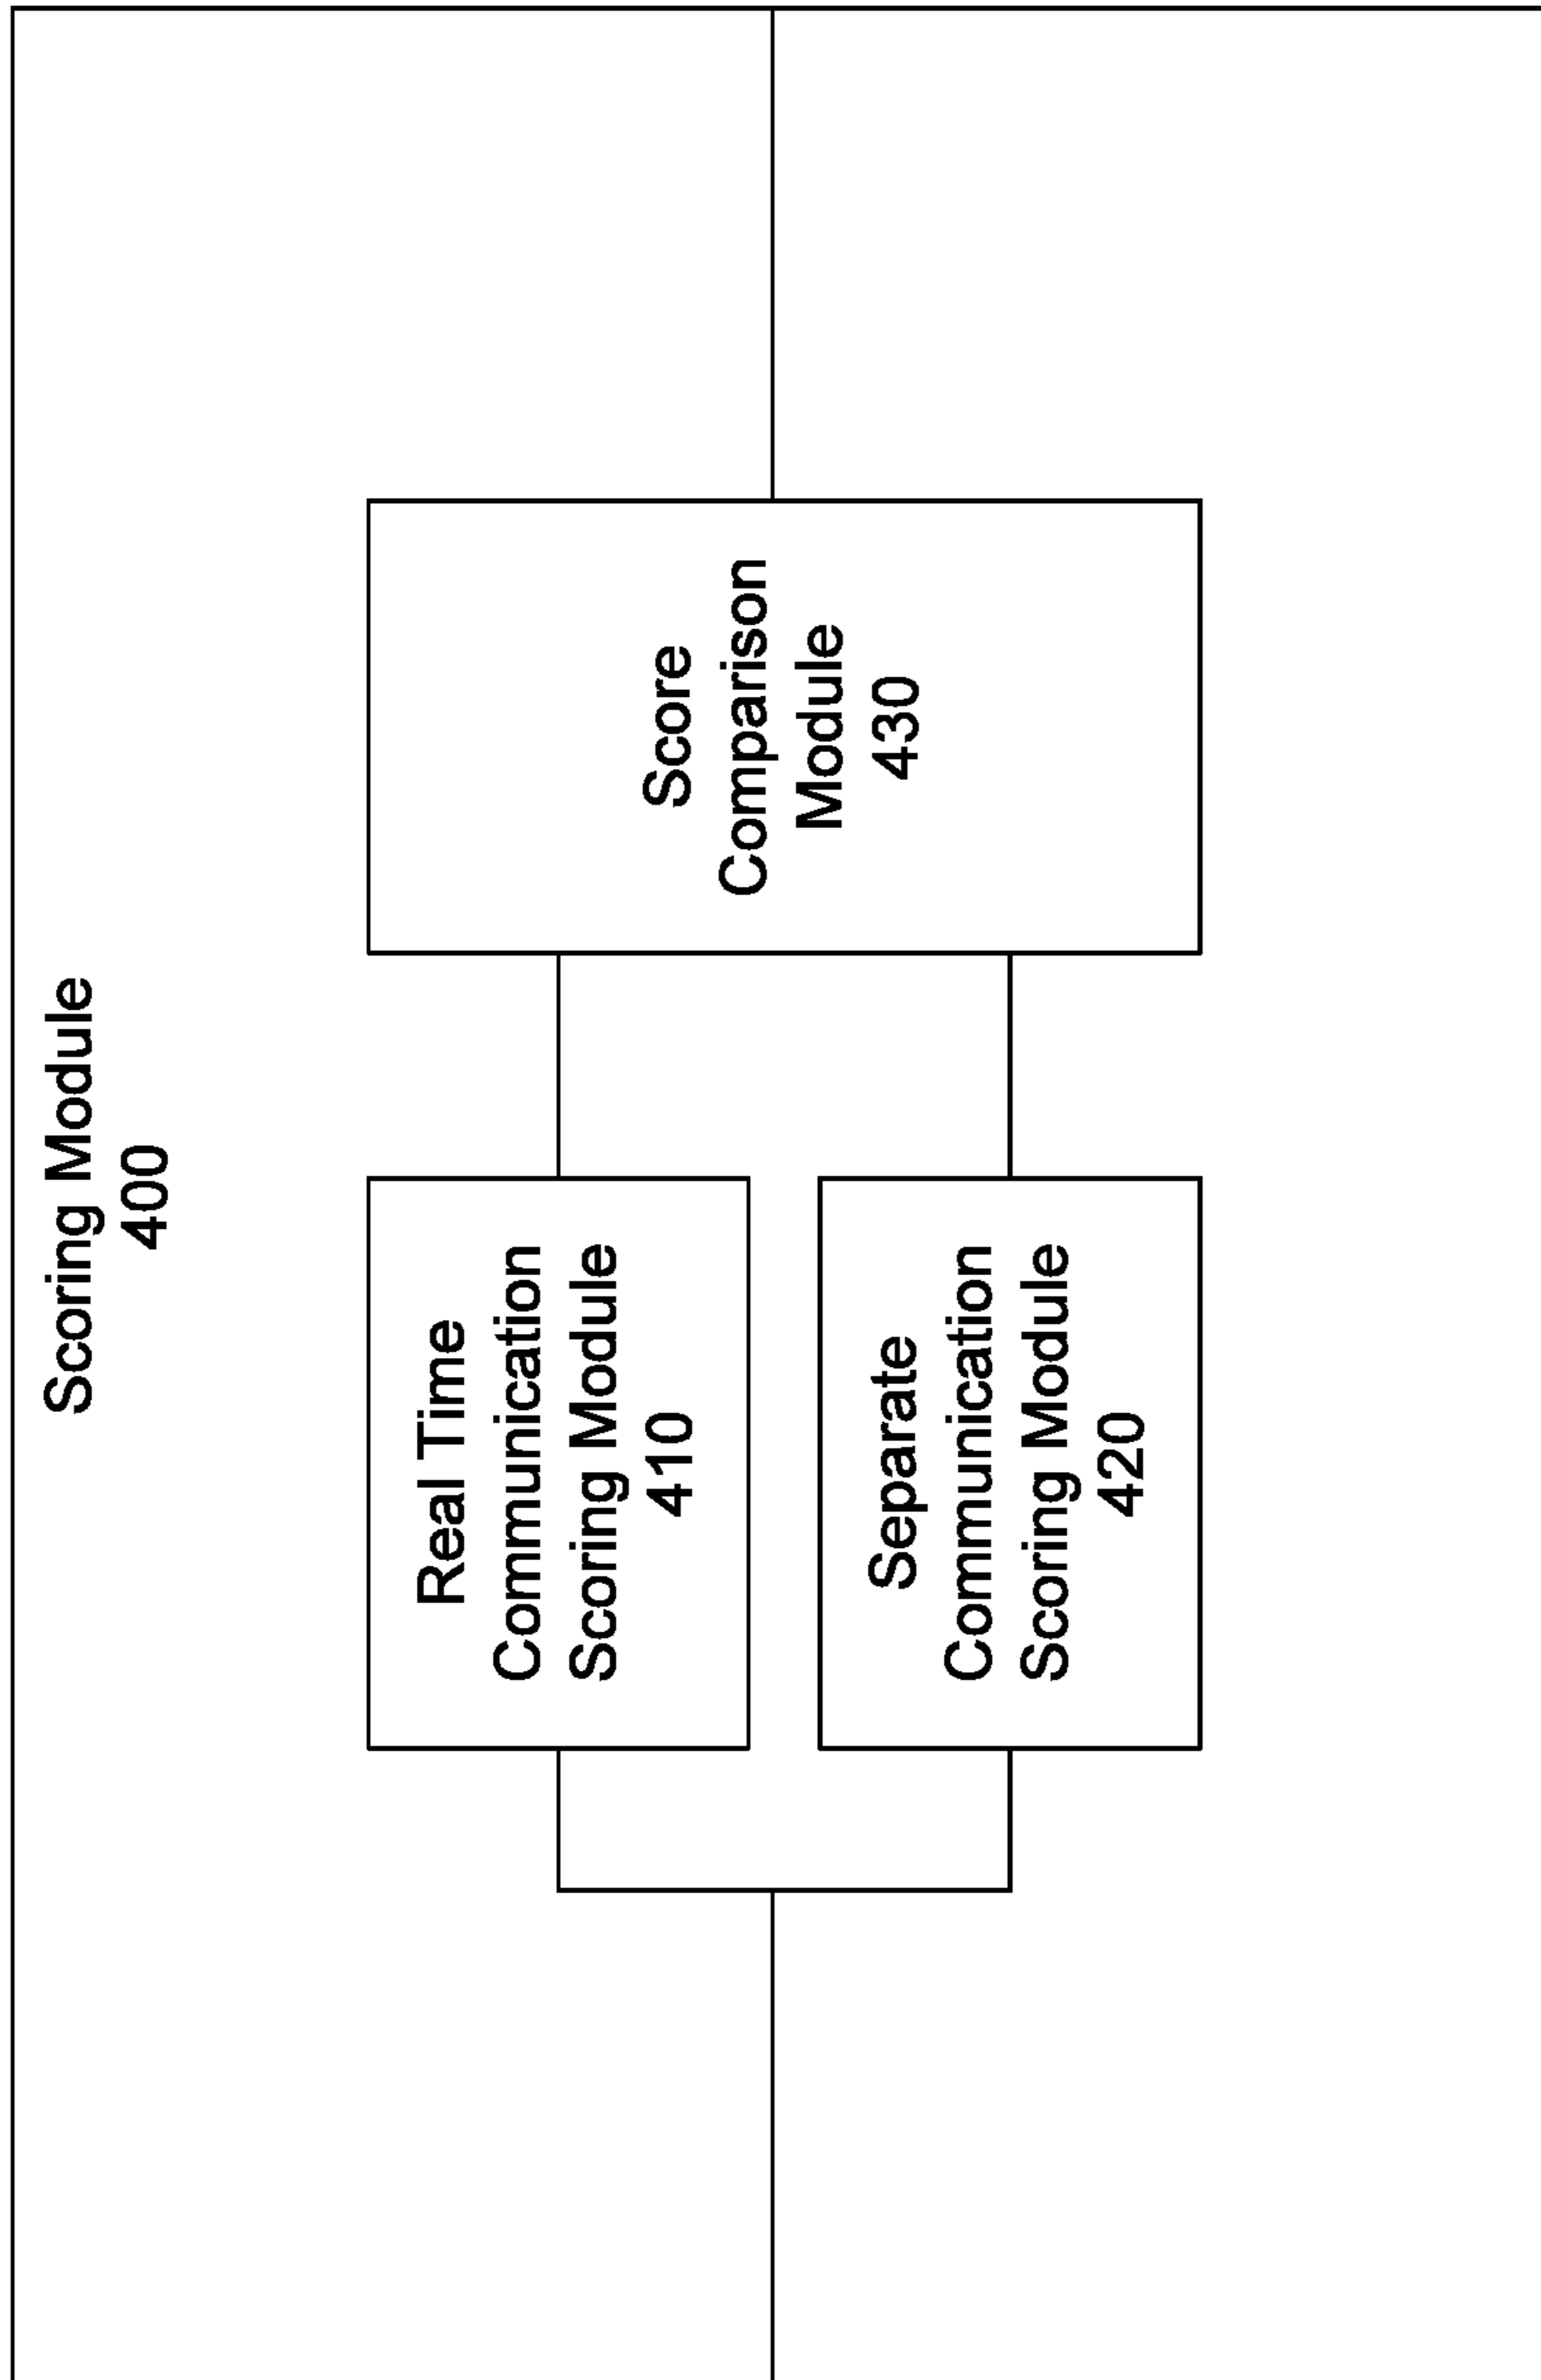 Scoring Module
400
Real Time
Communication
Scoring Module
410
Separate
Communication
Scoring Module
420
Score
Comparison
Module
430